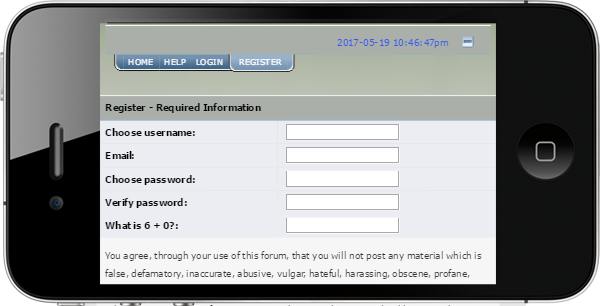 2017-05-19 10:46:47pm
HOME HELP LOGIN REGISTER
Register - Required Information
Choose username:
Email:
Choose password:
Verify password:
What is 6 + 0?:
You agree, through your use of this forum, that you will not post any material which is
false, defamatory, inaccurate, abusive, vulgar, hateful, harassing, obscene, profane,